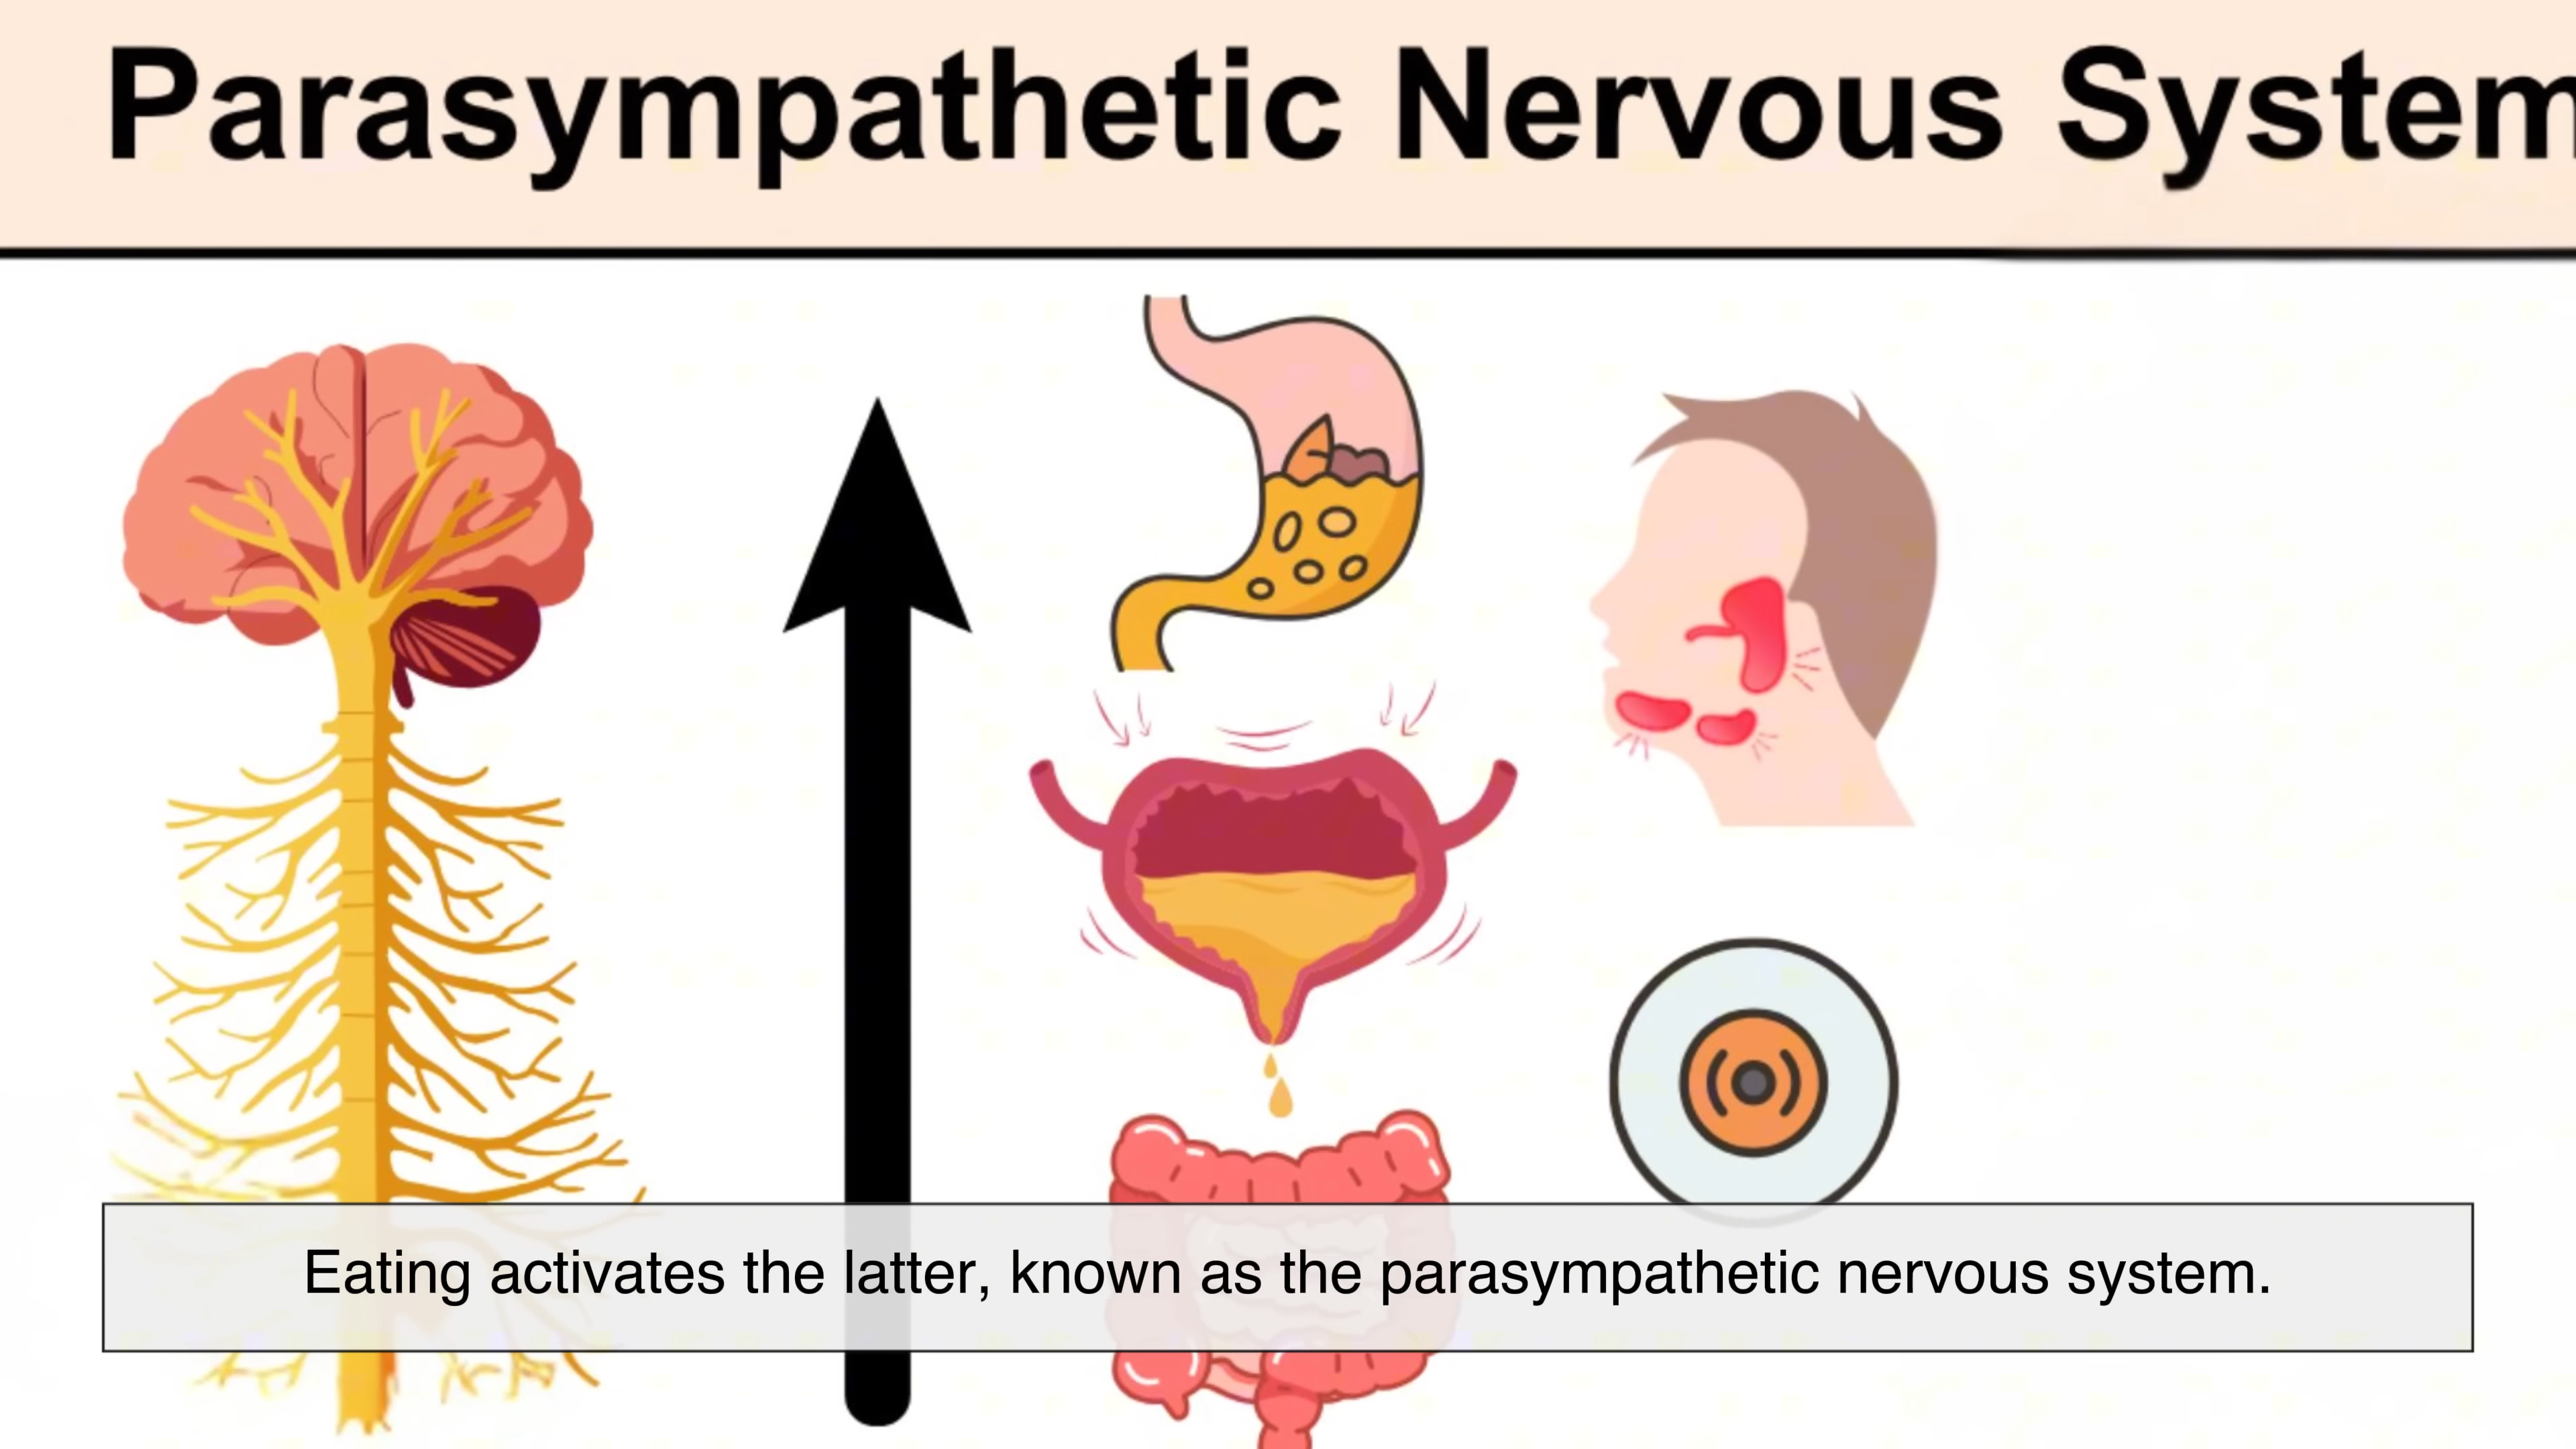 Parasympathetic Nervous System
Eating activates the latter, known as the parasympathetic nervous system.